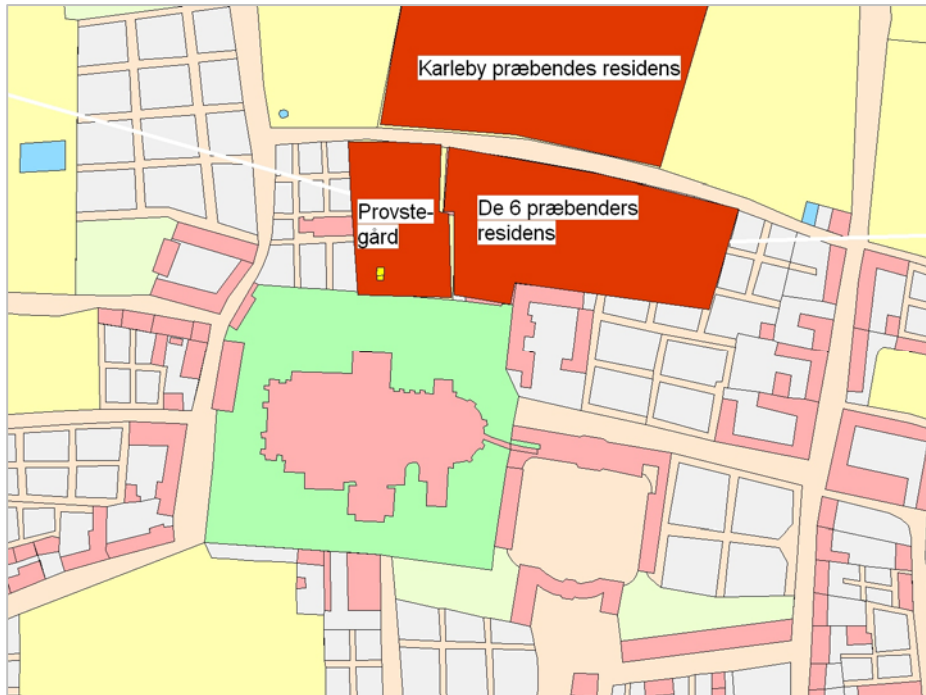 Karleby præbendes residens
Provste-
gård
De 6 præbenders
residens